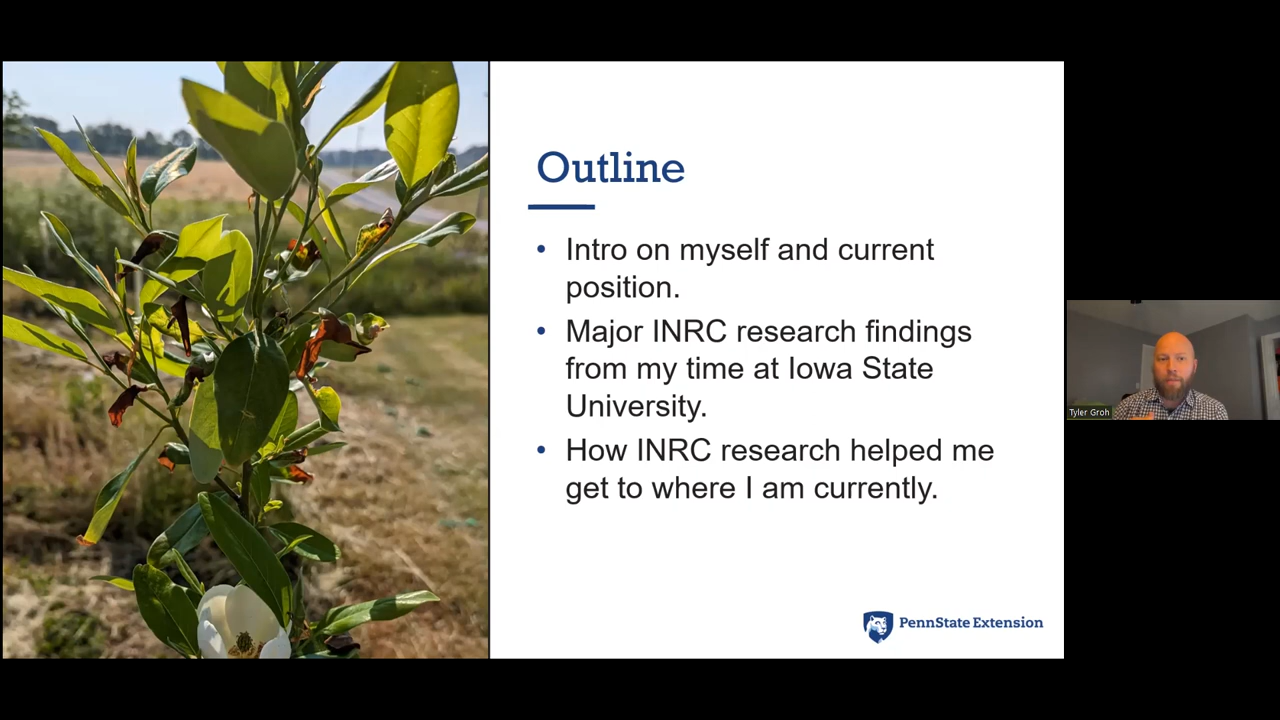 Outline
• Intro on myself and current
position.
• Major INRC research findings
from my time at Iowa State
University.
• How INRC research helped me
get to where I am currently.
PennState Extension
Tyler Groh